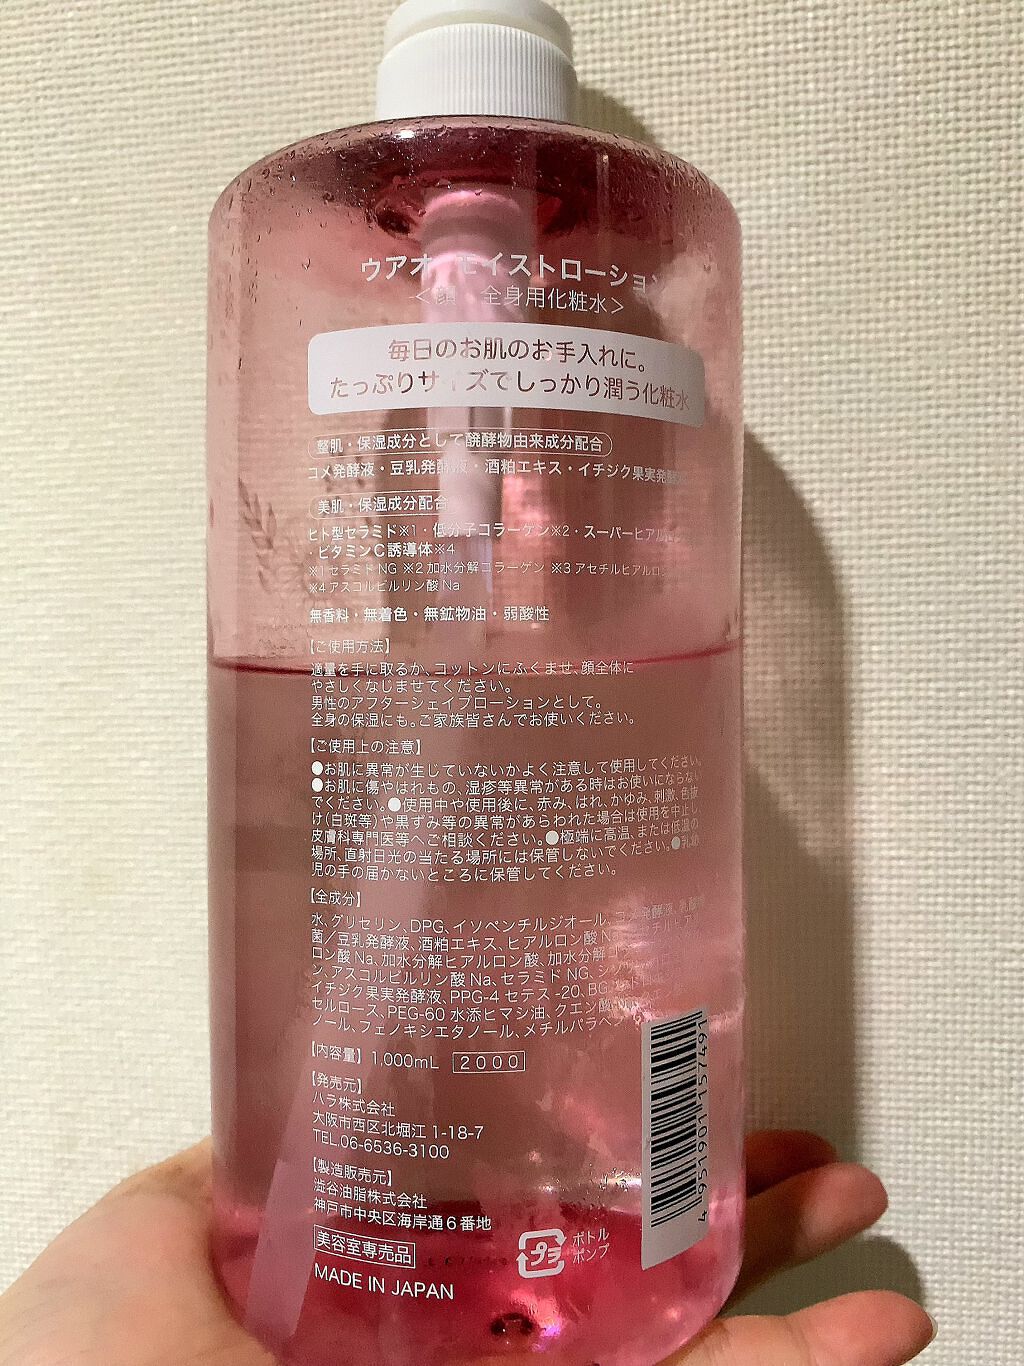 ウアオ モイストローション
＜顔 全身用化粧水＞
毎日のお肌のお手入れに。
たっぷりサイズでしっかり潤う化粧水
整肌・保湿成分として醗酵物由来成分配合
コメ発酵液・豆乳発酵液・酒粕エキス・イチジク果実発酵
美肌・保湿成分配合
ヒト型セラミド※1・低分子コラーゲン※2・スーパーヒアル
・ビタミンC誘導体※4
※1 セラミドNG ※2 加水分解コラーゲン ※3 アセチルヒアルロ
※4 アスコルビルリン酸 Na
無香料・無着色・無鉱物油・弱酸性
【ご使用方法】
適量を手に取るか、コットンにふくませ、顔全体に
やさしくなじませてください。
男性のアフターシェイブローションとして。
全身の保湿にも。ご家族皆さんでお使いください。
【ご使用上の注意】
●お肌に異常が生じていないかよく注意して使用してください。
●お肌に傷やはれもの、湿疹等異常がある時はお使いにならない
でください。●使用中や使用後に、赤み、はれ、かゆみ、刺激、色抜
け(白斑等)や黒ずみ等の異常があらわれた場合は使用を中止し
皮膚科専門医等へご相談ください。●極端に高温、または低温の
場所、直射日光の当たる場所には保管しないでください。●乳幼
児の手の届かないところに保管してください。
【全成分】
水、グリセリン、DPG、イソペンチルジオール、コメ発酵液、乳酸桿
菌／豆乳発酵液、酒粕エキス、ヒアルロン酸
ロン酸 Na、加水分解ヒアルロン酸、加水分解コ
ン、アスコルビルリン酸 Na、セラミド NG、シ
イチジク果実発酵液、PPG-4 セテス -20、BG、ヒドロ
セルロース、PEG-60 水添ヒマシ油、クエン酸
ノール、フェノキシエタノール、メチルパラベン
【内容量】 1,000mL 2000
【発売元】
ハラ株式会社
大阪市西区北堀江 1-18-7
TEL.06-6536-3100
【製造販売元】
澁谷油脂株式会社
神戸市中央区海岸通６番地
美容室専売品
MADE IN JAPAN
プラ
ボトル
ポンプ
4 957901 157491